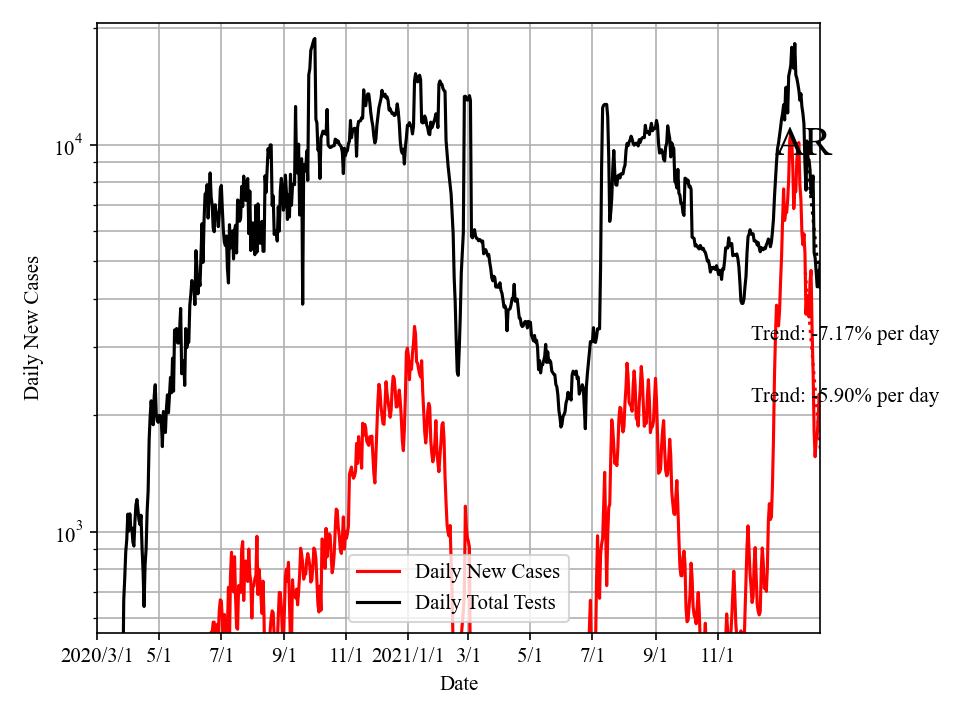 10^4
10^3
Daily New Cases
AR
Trend: -7.17% per day
Trend: -5.90% per day
Daily New Cases
Daily Total Tests
2020/3/1 5/1 7/1 9/1 11/1 2021/1/1 3/1 5/1 7/1 9/1 11/1
Date